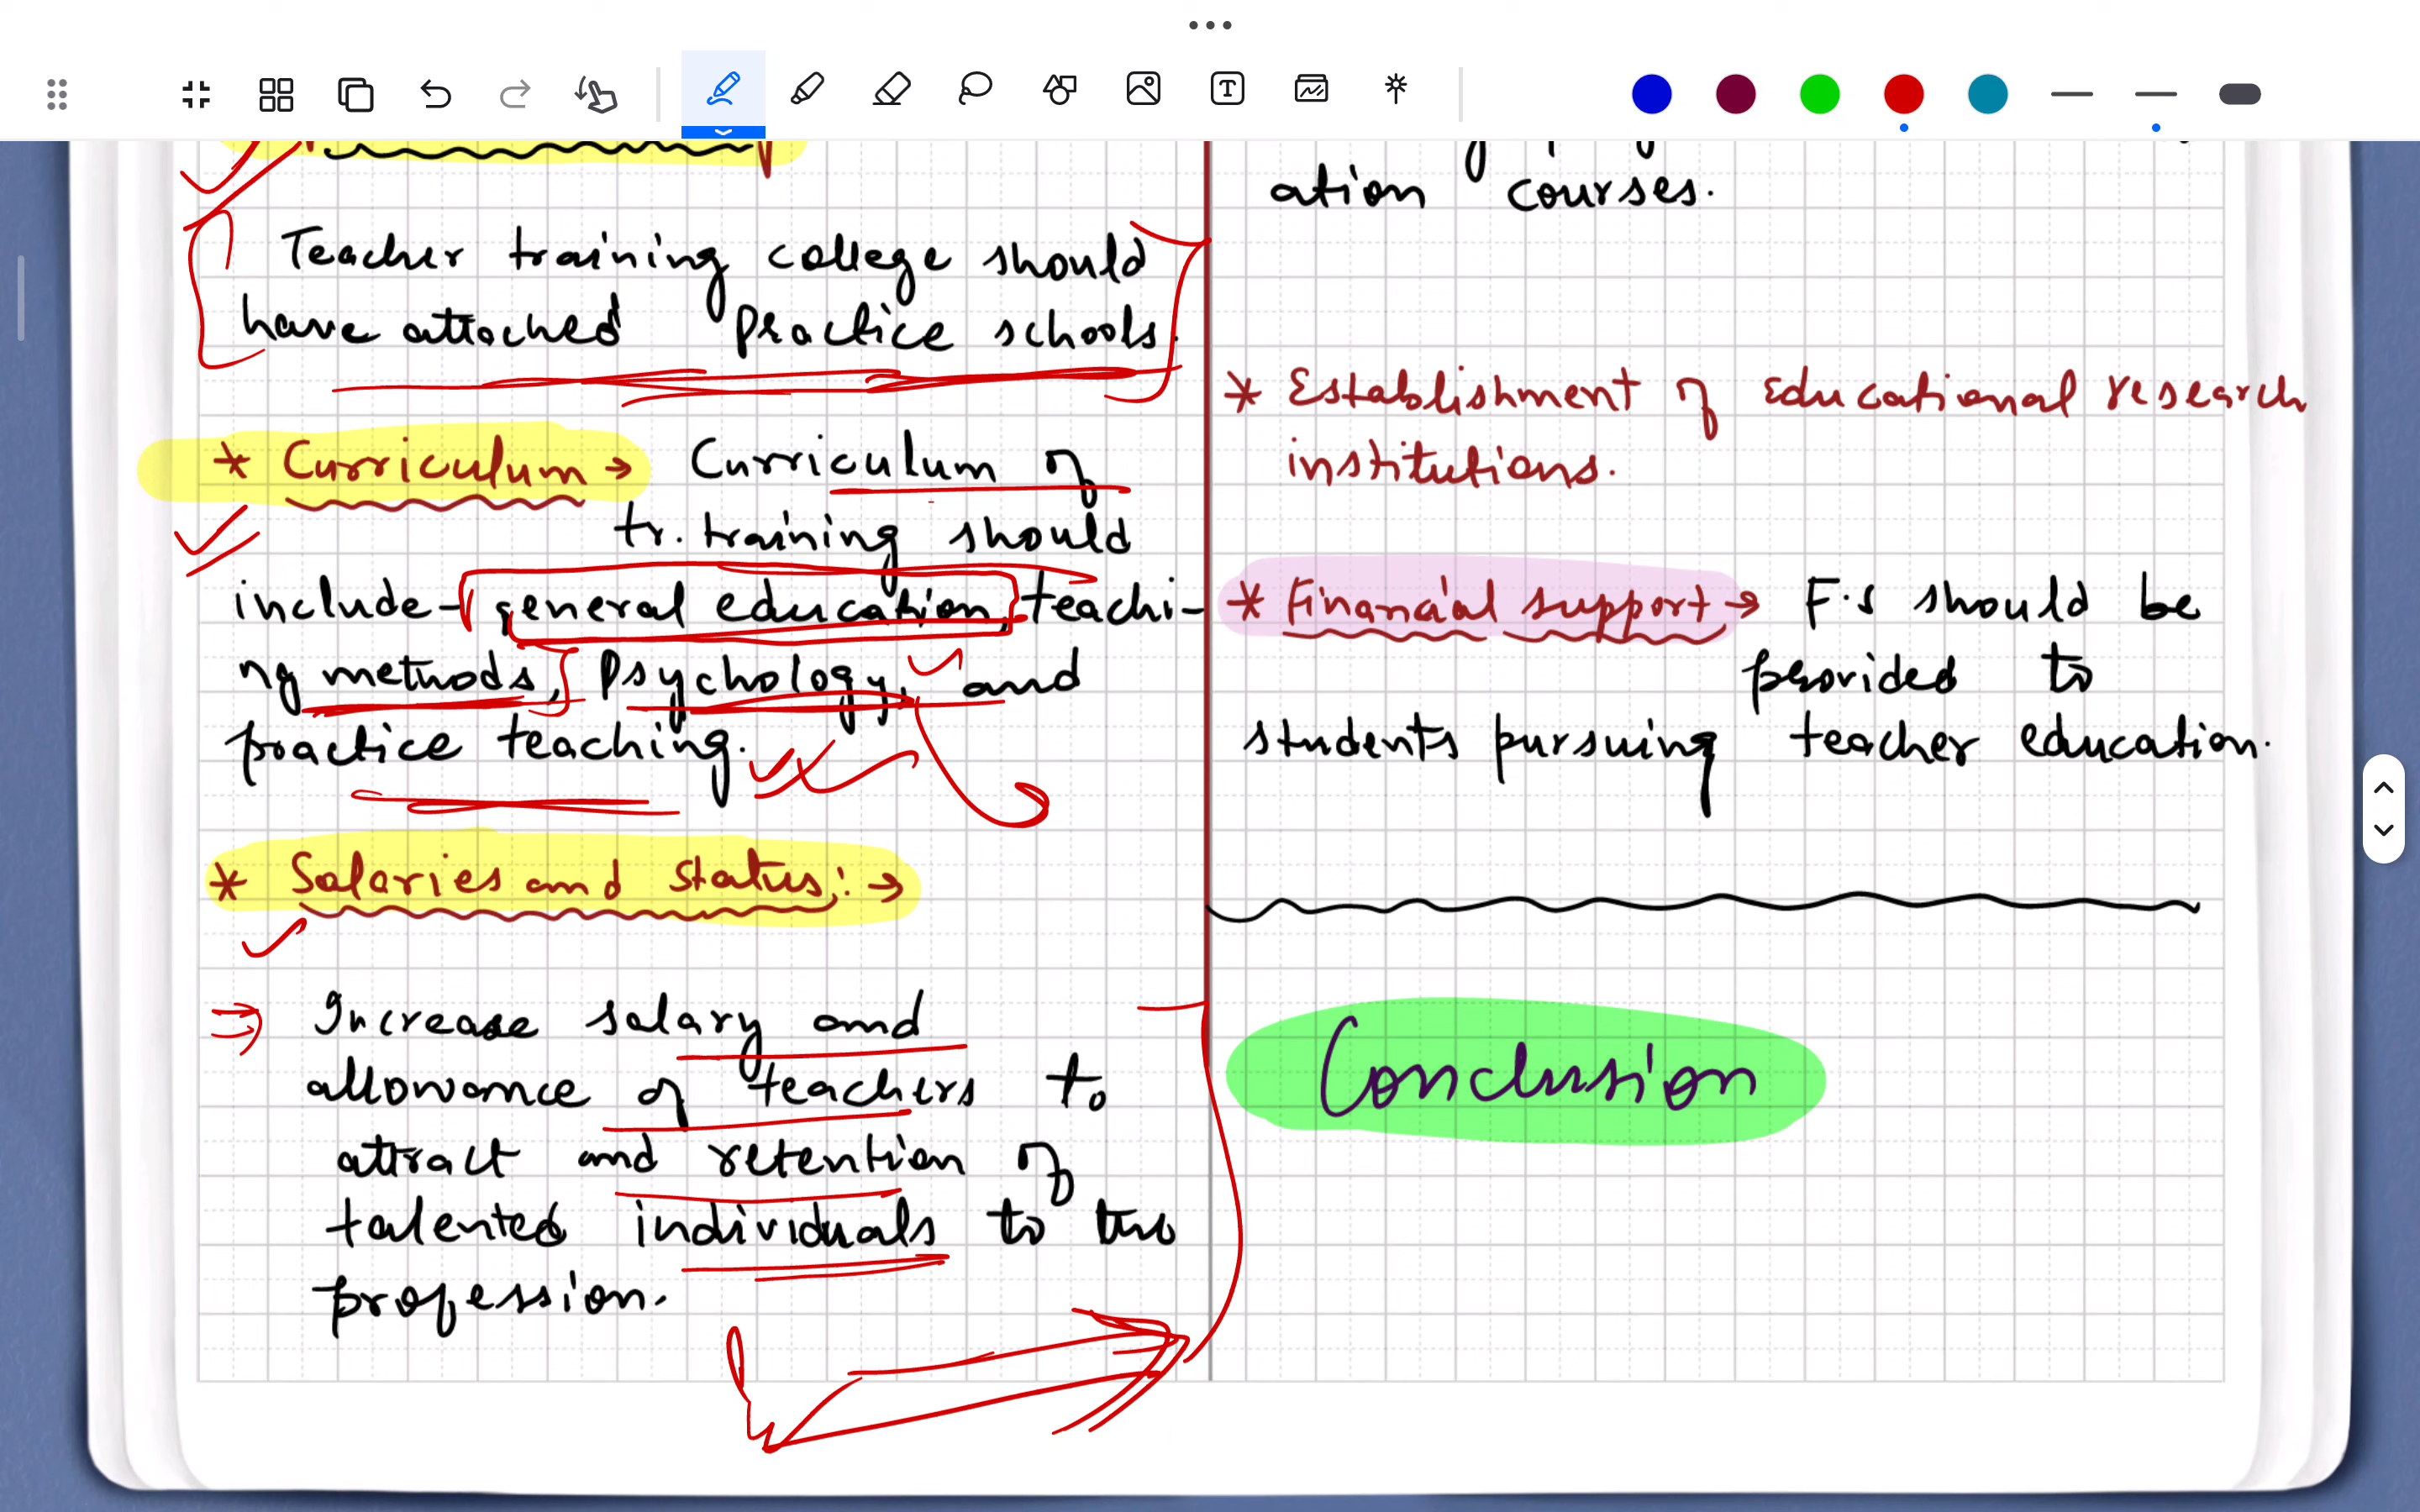 Teacher training college should
have attached Practice schools.
* Curriculum → Curriculum of
tr. training should
include- general education, teachi-
ng methods, Psychology, and
practice teaching.
* Salaries and status: →
⇒ Increase salary and
allowance of teachers to
attract and retention of
talented individuals to this
profession.
ation courses.
* Establishment of Educational research
institutions.
* Financial support → F.s should be
provided to
students pursuing teacher education.
Conclusion